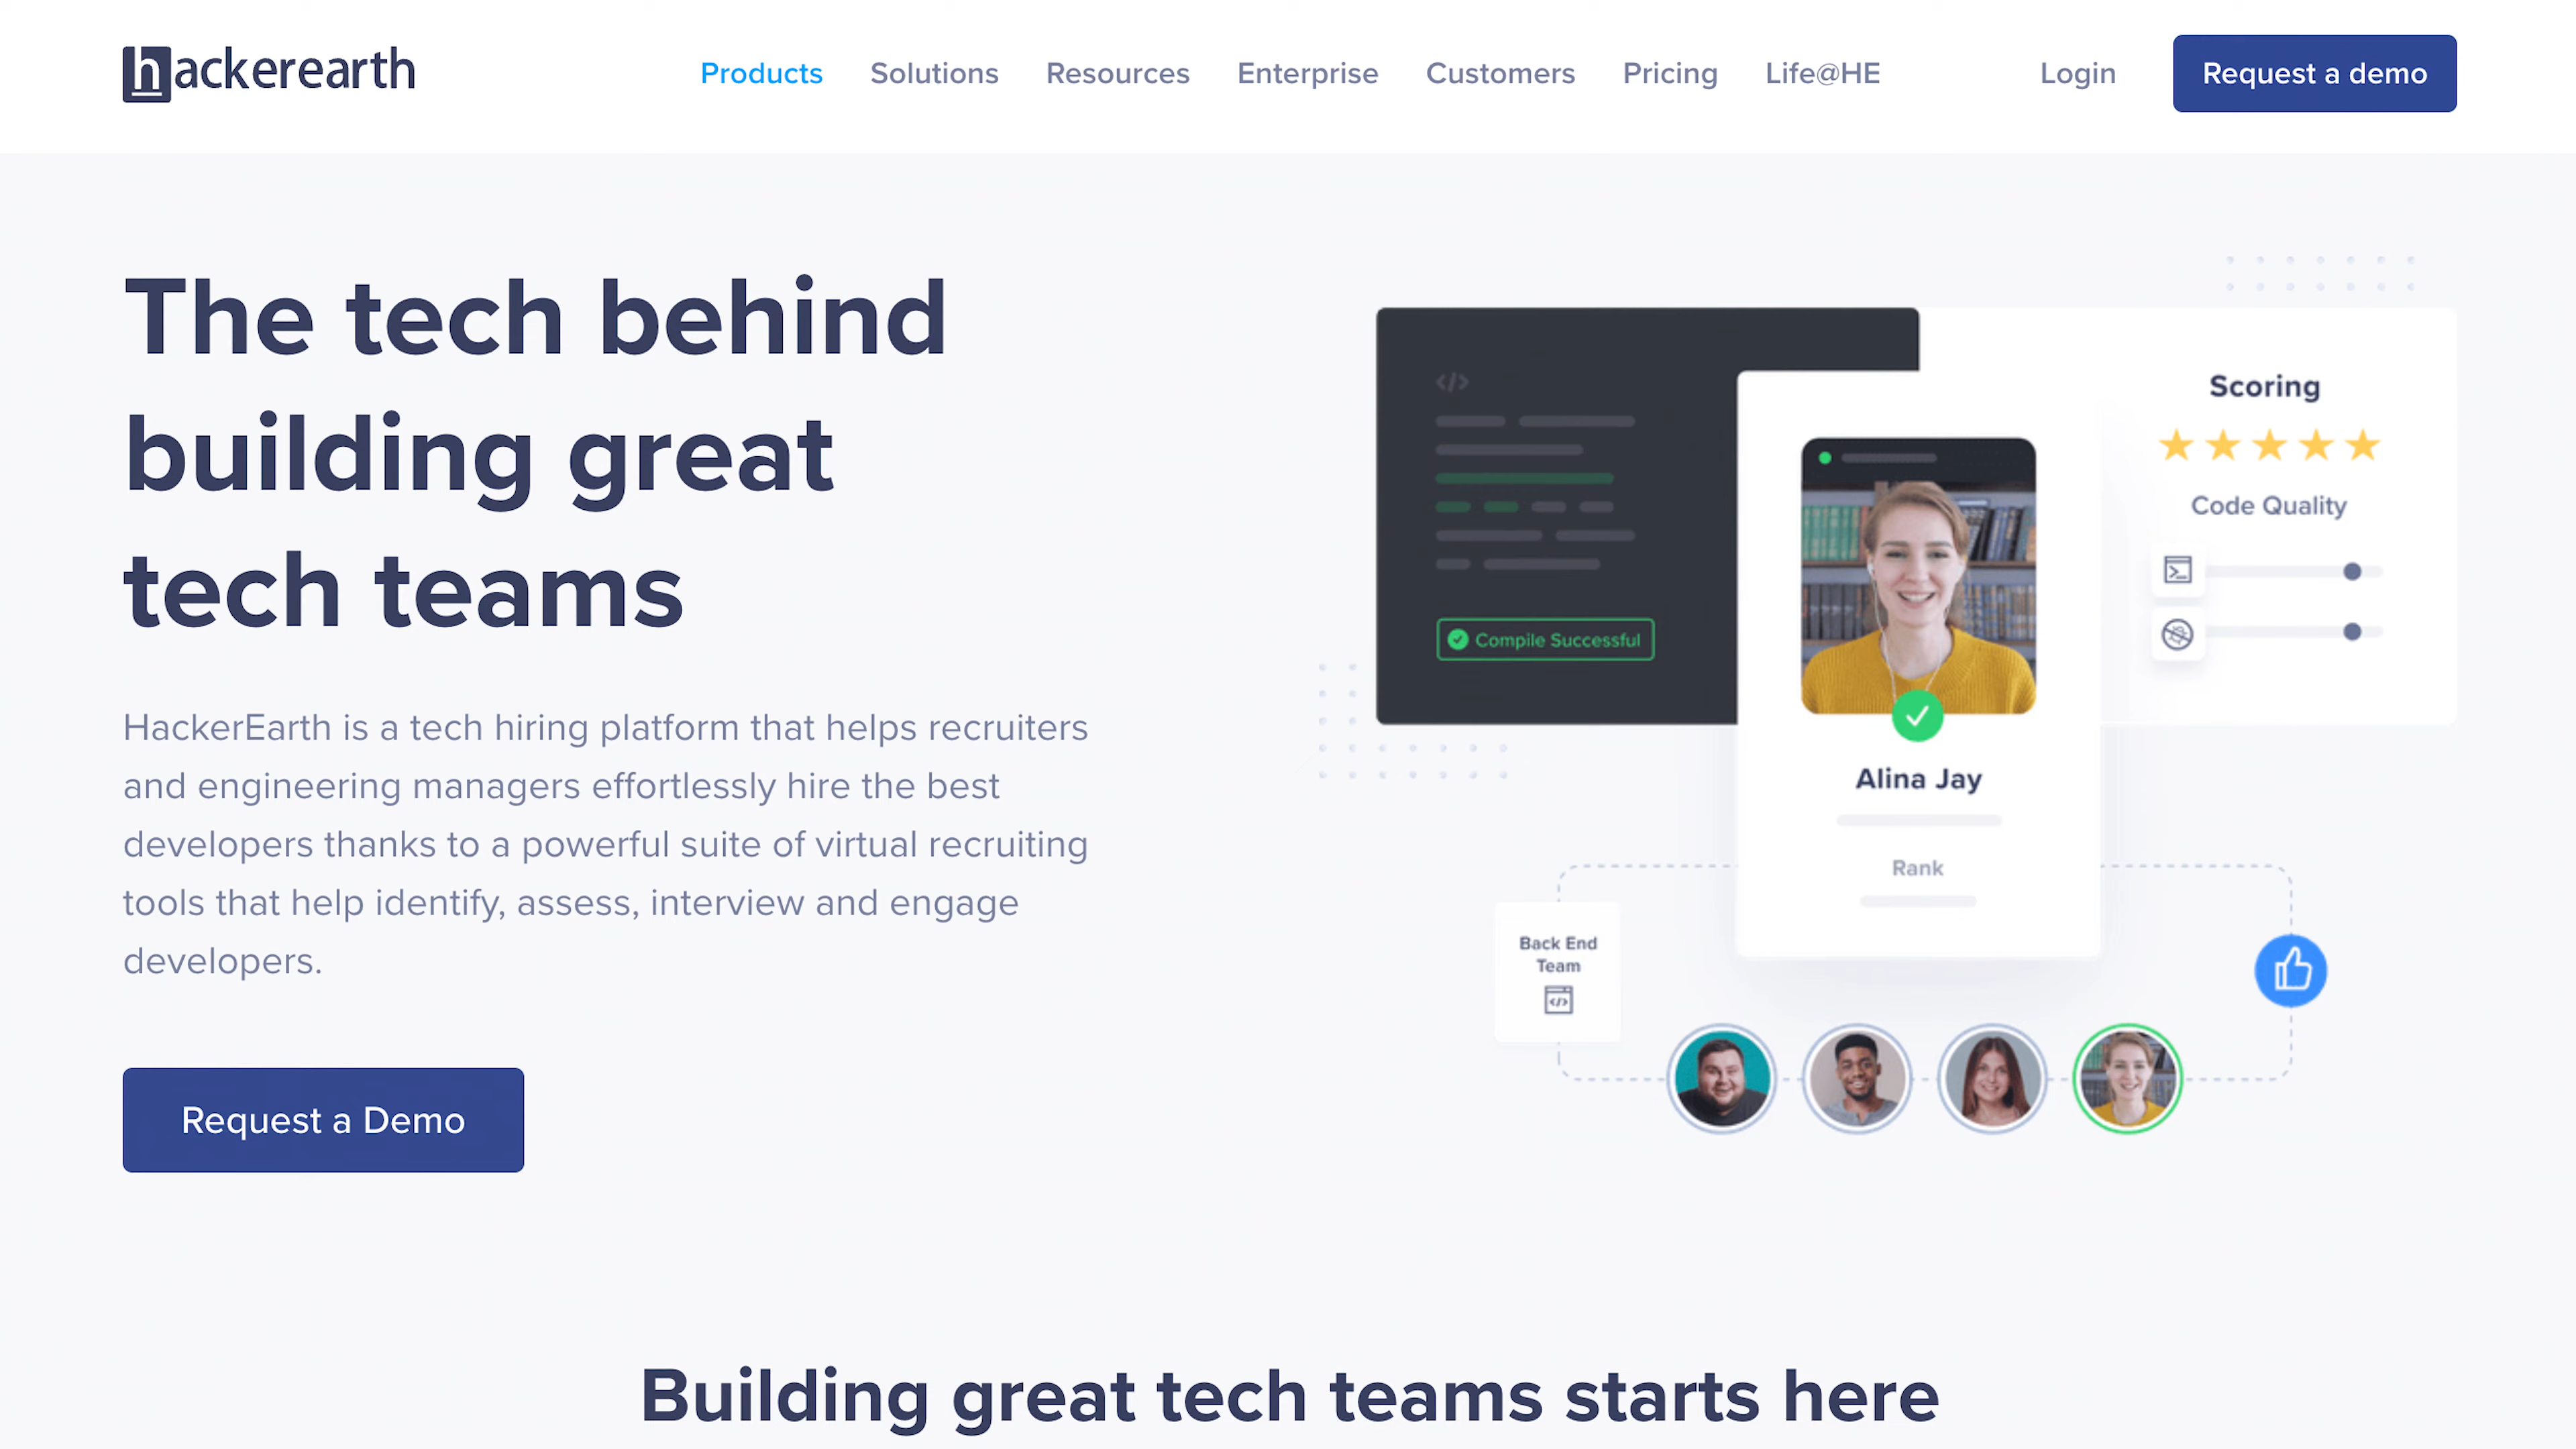 hackerearth
Products Solutions Resources Enterprise Customers Pricing Life@HE Login Request a demo
The tech behind
building great
tech teams
HackerEarth is a tech hiring platform that helps recruiters
and engineering managers effortlessly hire the best
developers thanks to a powerful suite of virtual recruiting
tools that help identify, assess, interview and engage
developers.
Request a Demo
</>
Compile Successful
Scoring
Code Quality
Alina Jay
Rank
Back End
Team
</>
Building great tech teams starts here